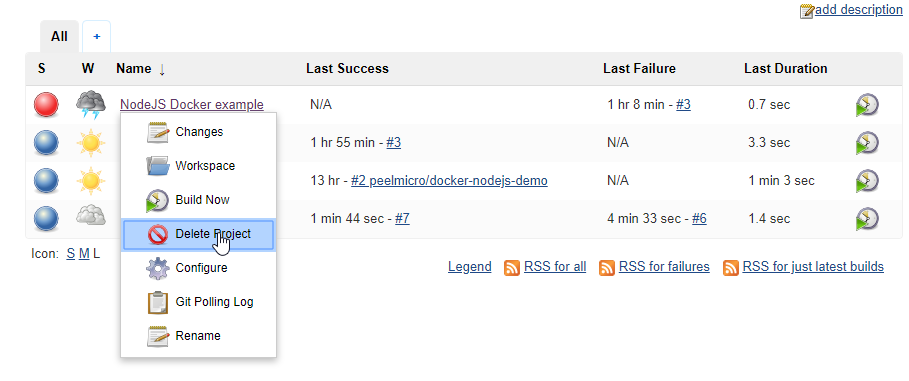 add description
All +
S W Name ↓ Last Success Last Failure Last Duration
NodeJS Docker example N/A 1 hr 8 min - #3 0.7 sec
Changes
1 hr 55 min - #3 N/A 3.3 sec
Workspace
13 hr - #2 peelmicro/docker-nodejs-demo N/A 1 min 3 sec
Build Now
1 min 44 sec - #7 4 min 33 sec - #6 1.4 sec
Delete Project
Icon: S M L
Legend RSS for all RSS for failures RSS for just latest builds
Configure
Git Polling Log
Rename